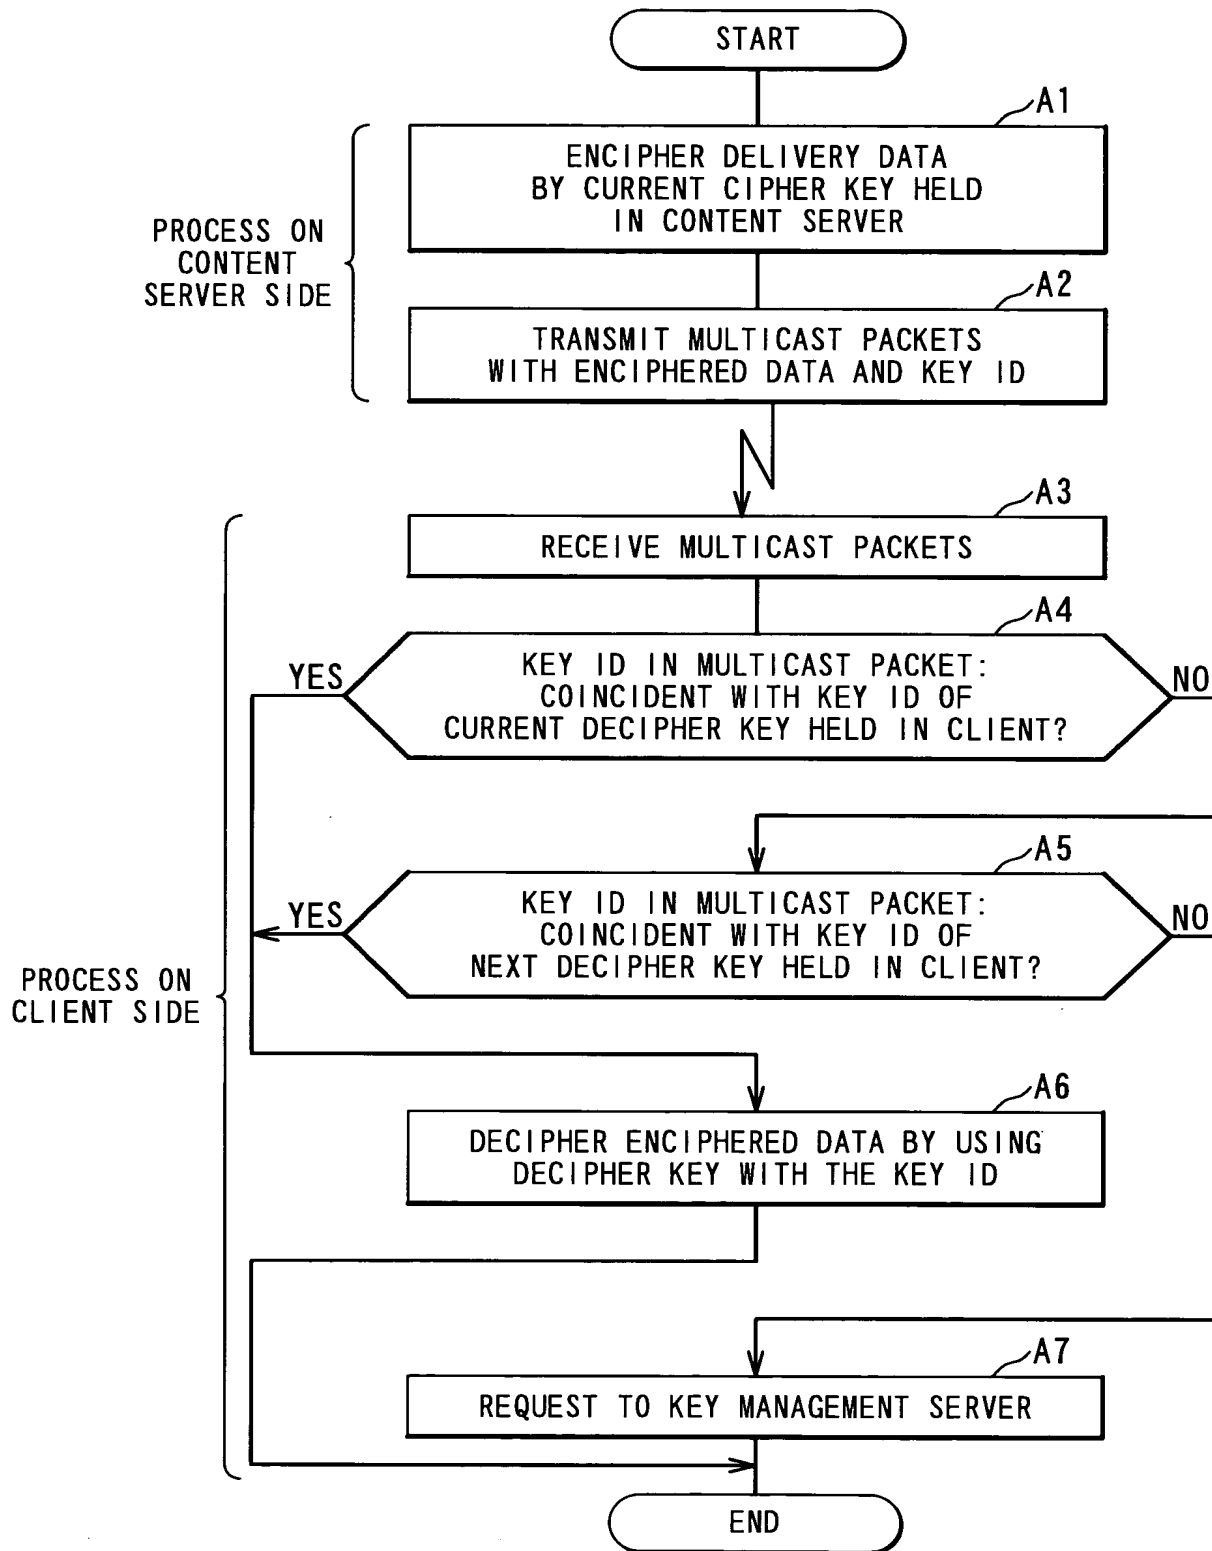 START
A1
ENCIPHER DELIVERY DATA
BY CURRENT CIPHER KEY HELD
IN CONTENT SERVER
PROCESS ON
CONTENT
SERVER SIDE
A2
TRANSMIT MULTICAST PACKETS
WITH ENCIPHERED DATA AND KEY ID
A3
RECEIVE MULTICAST PACKETS
A4
YES
KEY ID IN MULTICAST PACKET:
COINCIDENT WITH KEY ID OF
CURRENT DECIPHER KEY HELD IN CLIENT?
NO
A5
YES
KEY ID IN MULTICAST PACKET:
COINCIDENT WITH KEY ID OF
NEXT DECIPHER KEY HELD IN CLIENT?
NO
PROCESS ON
CLIENT SIDE
A6
DECIPHER ENCIPHERED DATA BY USING
DECIPHER KEY WITH THE KEY ID
A7
REQUEST TO KEY MANAGEMENT SERVER
END